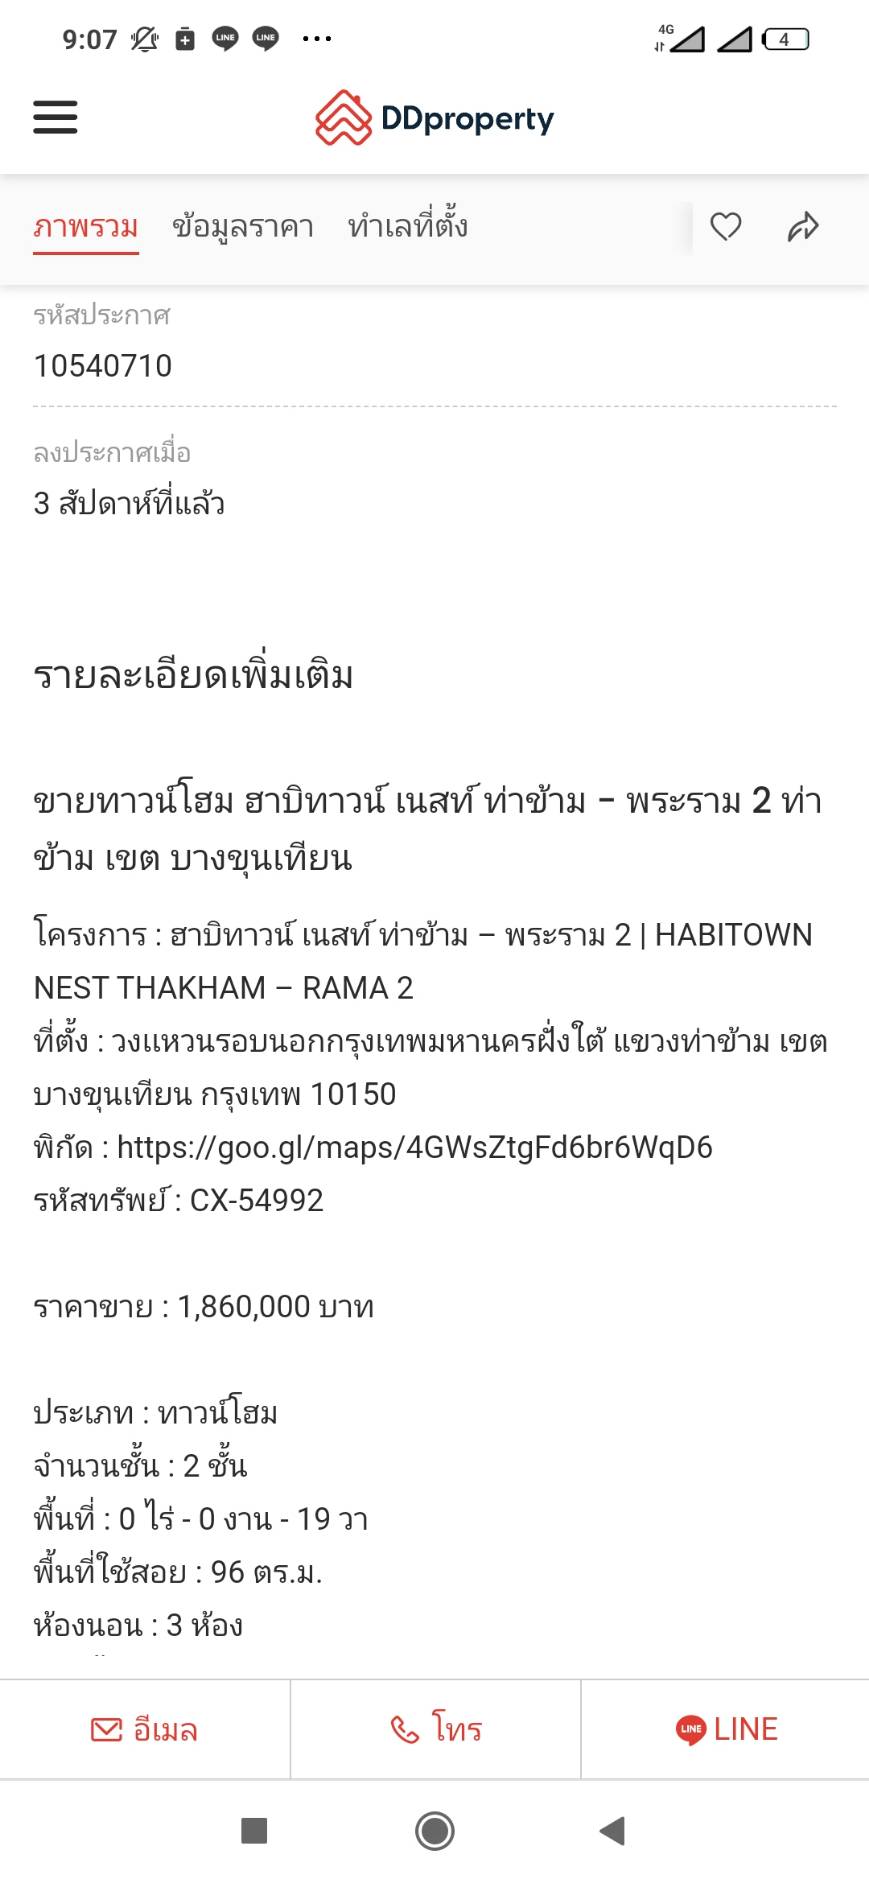 9:07 LINE LINE ... 4G 4
DDproperty
ภาพรวม ข้อมูลราคา ทำเลที่ตั้ง
รหัสประกาศ
10540710
ลงประกาศเมื่อ
3 สัปดาห์ที่แล้ว
รายละเอียดเพิ่มเติม
ขายทาวน์โฮม ฮาบิทาวน์ เนสท์ ท่าข้าม – พระราม 2 ท่า
ข้าม เขต บางขุนเทียน
โครงการ : ฮาบิทาวน์ เนสท์ ท่าข้าม – พระราม 2 | HABITOWN
NEST THAKHAM – RAMA 2
ที่ตั้ง : วงแหวนรอบนอกกรุงเทพมหานครฝั่งใต้ แขวงท่าข้าม เขต
บางขุนเทียน กรุงเทพ 10150
พิกัด : https://goo.gl/maps/4GWsZtgFd6br6WqD6
รหัสทรัพย์ : CX-54992
ราคาขาย : 1,860,000 บาท
ประเภท : ทาวน์โฮม
จำนวนชั้น : 2 ชั้น
พื้นที่ : 0 ไร่ - 0 งาน - 19 วา
พื้นที่ใช้สอย : 96 ตร.ม.
ห้องนอน : 3 ห้อง
อีเมล โทร LINE LINE